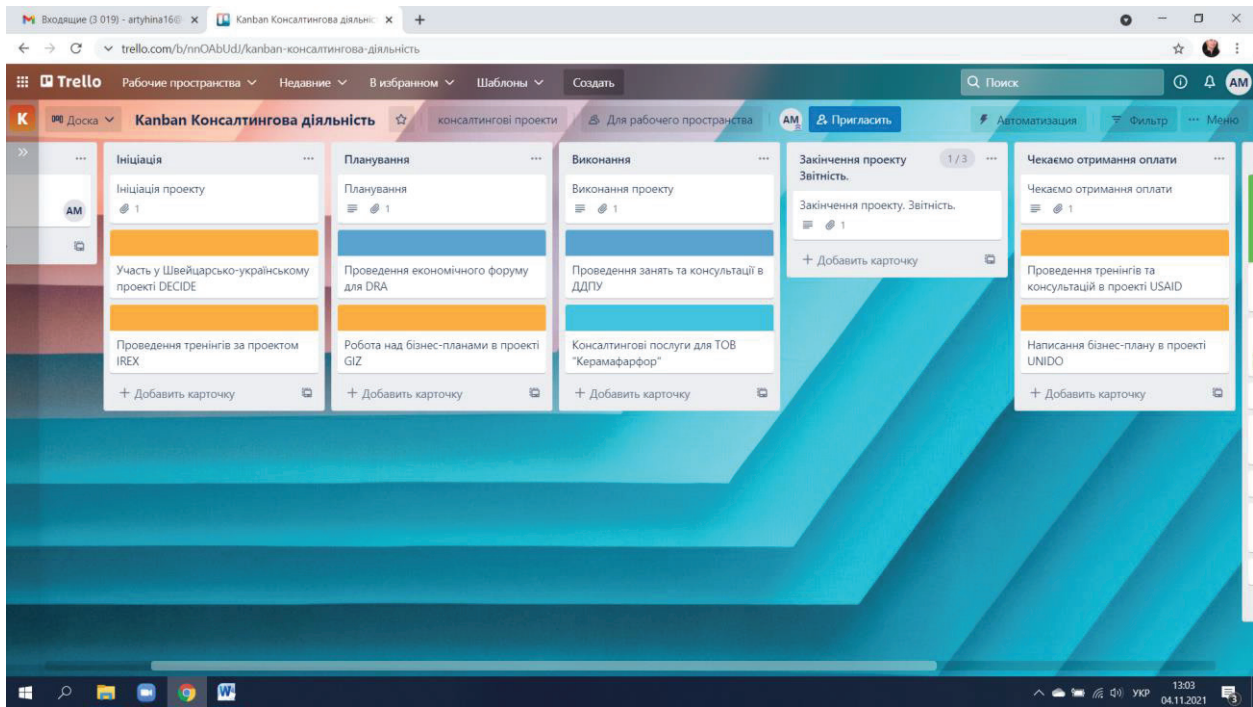 Входящие (3 019) - artyhina16@
Kanban Консалтингова діяльніс
trello.com/b/nnOAbUdJ/kanban-консалтингова-діяльність
Trello Рабочие пространства Недавние В избранном Шаблоны Создать Поиск AM
K Доска Kanban Консалтингова діяльність консалтингові проекти Для рабочего пространства AM Пригласить Автоматизация Фильтр Меню
AM
Ініціація
Ініціація проекту
1
Участь у Швейцарсько-українському
проекті DECIDE
Проведення тренінгів за проектом
IREX
+ Добавить карточку
Планування
Планування
1
Проведення економічного форуму
для DRA
Робота над бізнес-планами в проекті
GIZ
+ Добавить карточку
Виконання
Виконання проекту
1
Проведення занять та консультації в
ДДПУ
Консалтингові послуги для ТОВ
"Керамафарфор"
+ Добавить карточку
Закінчення проекту 1/3
Звітність.
Закінчення проекту. Звітність.
1
+ Добавить карточку
Чекаємо отримання оплати
Чекаємо отримання оплати
1
Проведення тренінгів та
консультацій в проекті USAID
Написання бізнес-плану в проекті
UNIDO
+ Добавить карточку
УКР
13:03
04.11.2021
3